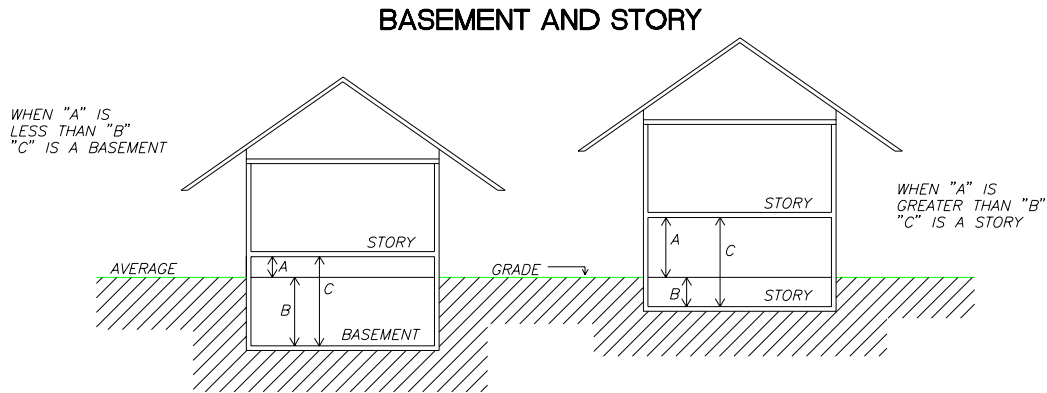 BASEMENT AND STORY
WHEN "A" IS
LESS THAN "B"
"C" IS A BASEMENT
STORY
AVERAGE
A
B
C
BASEMENT
GRADE
STORY
A
C
B
STORY
WHEN "A" IS
GREATER THAN "B"
"C" IS A STORY